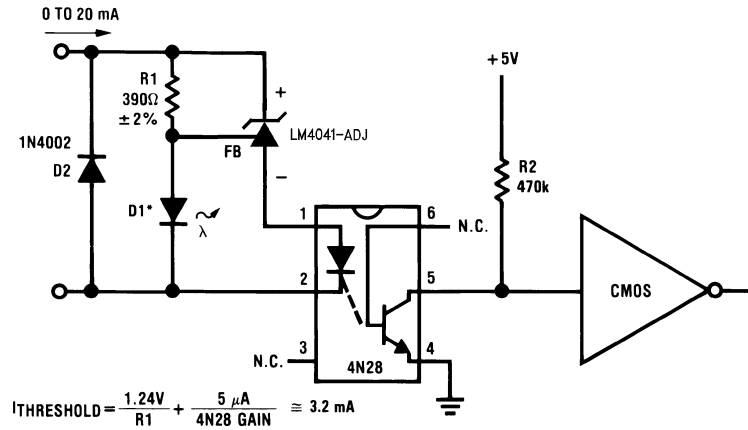 0 TO 20 mA
R1
390Ω
±2%
+
LM4041-ADJ
FB
−
1N4002
D2
D1*
λ
+5V
R2
470k
1
6
N.C.
2
5
CMOS
3
N.C.
4
4N28
ITHRESHOLD = 1.24V / R1 + 5 μA / 4N28 GAIN ≅ 3.2 mA